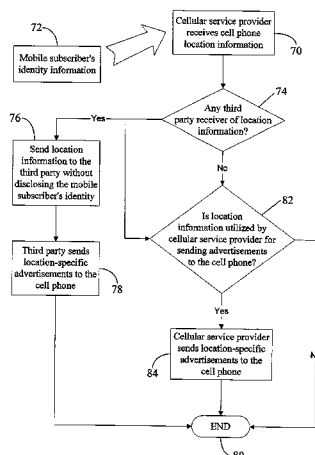 72
Mobile subscriber's
identity information
Cellular service provider
receives cell phone
location information
70
74
Any third
party receiver of location
information?
Yes
No
76
Send location
information to the
third party without
disclosing the mobile
subscriber's identity
82
Is location
information utilized by
cellular service provider for
sending advertisements
to the cell phone?
Third party sends
location-specific
advertisements to the
cell phone
78
Yes
Cellular service provider
sends location-specific
advertisements to the
cell phone
84
END